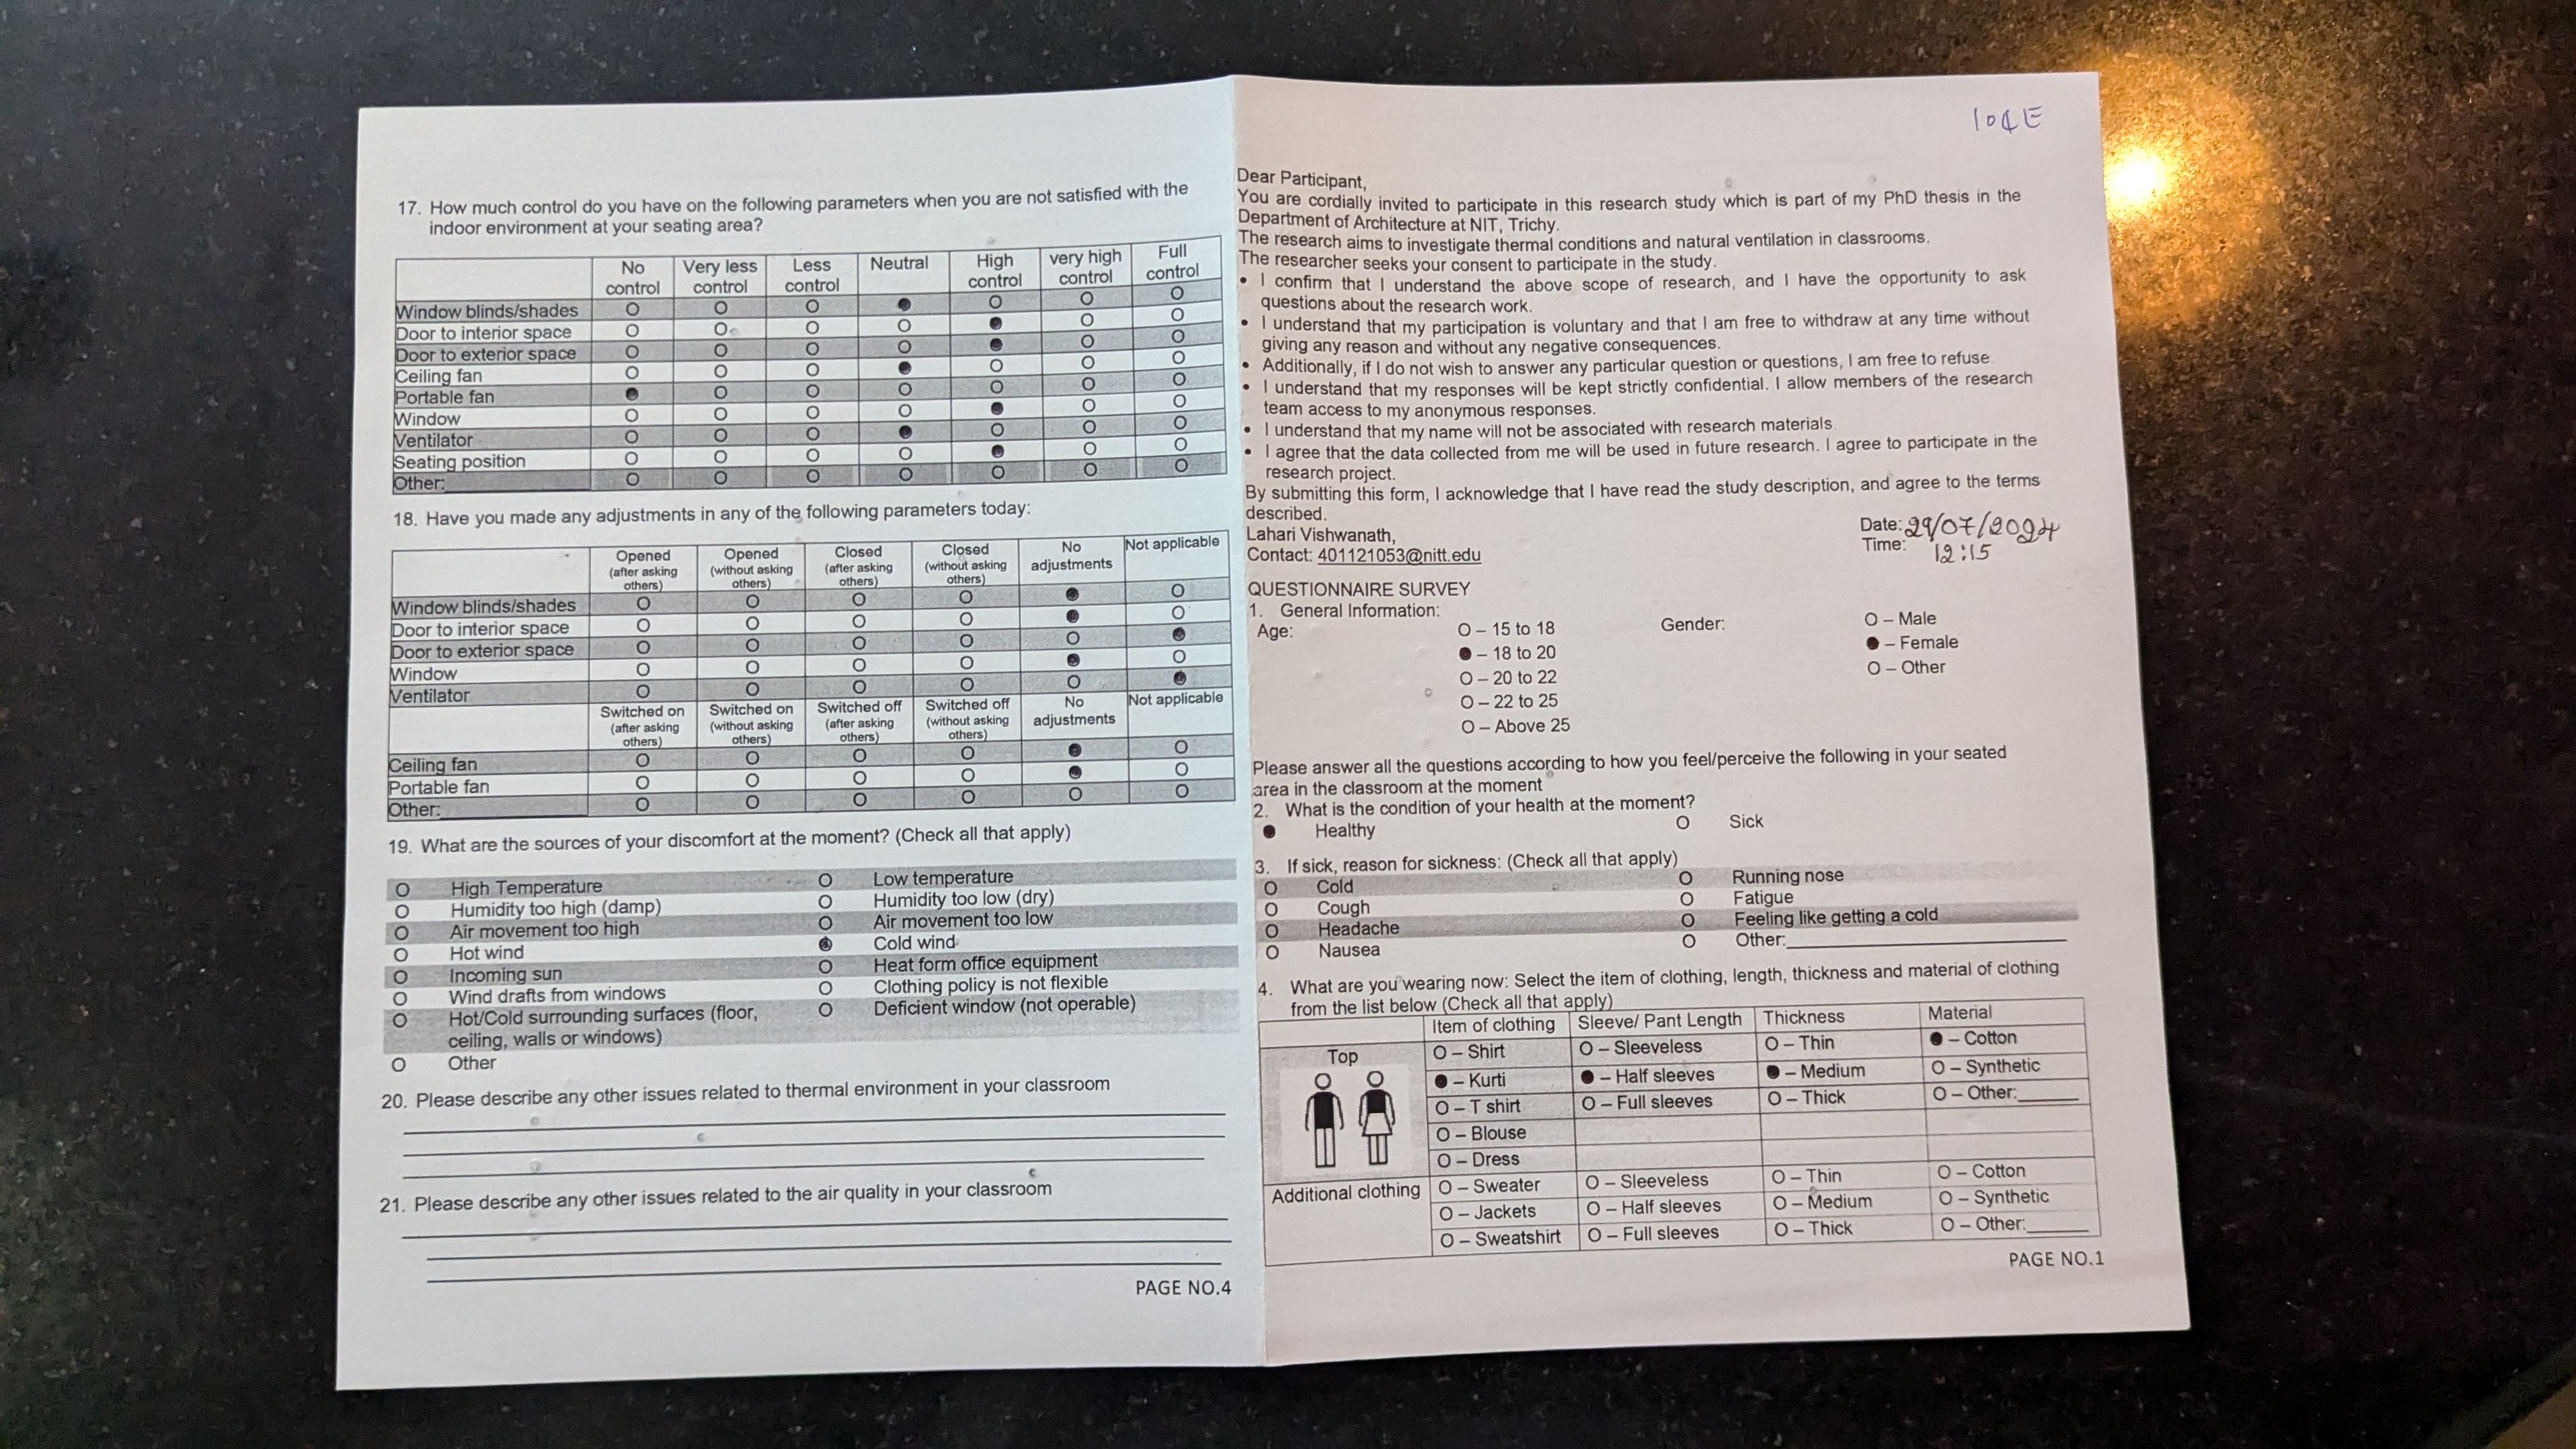 17. How much control do you have on the following parameters when you are not satisfied with the
indoor environment at your seating area?
No control | Very less control | Less control | Neutral | High control | very high control | Full control
Window blinds/shades O O O ● O O O
Door to interior space O O O O ● O O
Door to exterior space O O O O ● O O
Ceiling fan O O O ● O O O
Portable fan ● O O O O O O
Window O O O O ● O O
Ventilator O O O ● O O O
Seating position O O O O ● O O
Other: O O O O O O O
18. Have you made any adjustments in any of the following parameters today:
Opened (after asking others) | Opened (without asking others) | Closed (after asking others) | Closed (without asking others) | No adjustments | Not applicable
Window blinds/shades O O O O ● O
Door to interior space O O O O ● O
Door to exterior space O O O O O ●
Window O O O O ● O
Ventilator O O O O O ●
Switched on (after asking others) | Switched on (without asking others) | Switched off (after asking others) | Switched off (without asking others) | No adjustments | Not applicable
Ceiling fan O O O O ● O
Portable fan O O O O ● O
Other: O O O O O O
19. What are the sources of your discomfort at the moment? (Check all that apply)
O High Temperature O Low temperature
O Humidity too high (damp) O Humidity too low (dry)
O Air movement too high O Air movement too low
O Hot wind ● Cold wind
O Incoming sun O Heat form office equipment
O Wind drafts from windows O Clothing policy is not flexible
O Hot/Cold surrounding surfaces (floor, O Deficient window (not operable)
ceiling, walls or windows)
O Other
20. Please describe any other issues related to thermal environment in your classroom
21. Please describe any other issues related to the air quality in your classroom
PAGE NO.4
Dear Participant,
You are cordially invited to participate in this research study which is part of my PhD thesis in the
Department of Architecture at NIT, Trichy.
The research aims to investigate thermal conditions and natural ventilation in classrooms.
The researcher seeks your consent to participate in the study.
• I confirm that I understand the above scope of research, and I have the opportunity to ask
questions about the research work.
• I understand that my participation is voluntary and that I am free to withdraw at any time without
giving any reason and without any negative consequences.
• Additionally, if I do not wish to answer any particular question or questions, I am free to refuse
• I understand that my responses will be kept strictly confidential. I allow members of the research
team access to my anonymous responses.
• I understand that my name will not be associated with research materials
• I agree that the data collected from me will be used in future research. I agree to participate in the
research project.
By submitting this form, I acknowledge that I have read the study description, and agree to the terms
described.
Lahari Vishwanath,
Contact: 401121053@nitt.edu
Date: 29/07/2024
Time: 12:15
QUESTIONNAIRE SURVEY
1. General Information:
Age: O – 15 to 18 Gender: O – Male
● – 18 to 20 ● – Female
O – 20 to 22 O – Other
O – 22 to 25
O – Above 25
Please answer all the questions according to how you feel/perceive the following in your seated
area in the classroom at the moment
2. What is the condition of your health at the moment?
● Healthy O Sick
3. If sick, reason for sickness: (Check all that apply)
O Cold O Running nose
O Cough O Fatigue
O Headache O Feeling like getting a cold
O Nausea O Other:
4. What are you wearing now: Select the item of clothing, length, thickness and material of clothing
from the list below (Check all that apply)
Item of clothing | Sleeve/ Pant Length | Thickness | Material
Top O – Shirt O – Sleeveless O – Thin ● – Cotton
● – Kurti ● – Half sleeves ● – Medium O – Synthetic
O – T shirt O – Full sleeves O – Thick O – Other:
O – Blouse
O – Dress
Additional clothing O – Sweater O – Sleeveless O – Thin O – Cotton
O – Jackets O – Half sleeves O – Medium O – Synthetic
O – Sweatshirt O – Full sleeves O – Thick O – Other:
PAGE NO.1